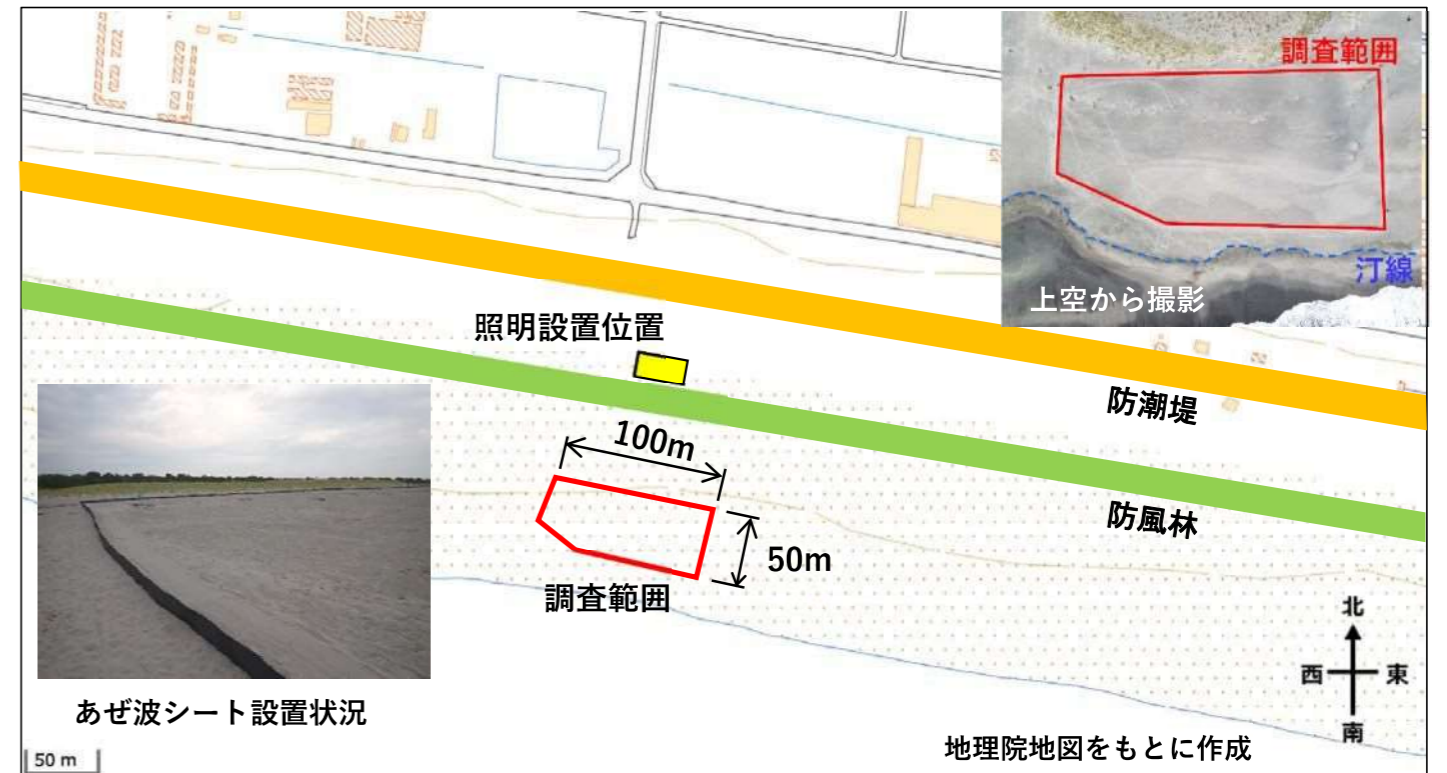 調査範囲
汀線
上空から撮影
照明設置位置
防潮堤
100m
防風林
50m
調査範囲
北
西 東
南
あぜ波シート設置状況
地理院地図をもとに作成
50 m